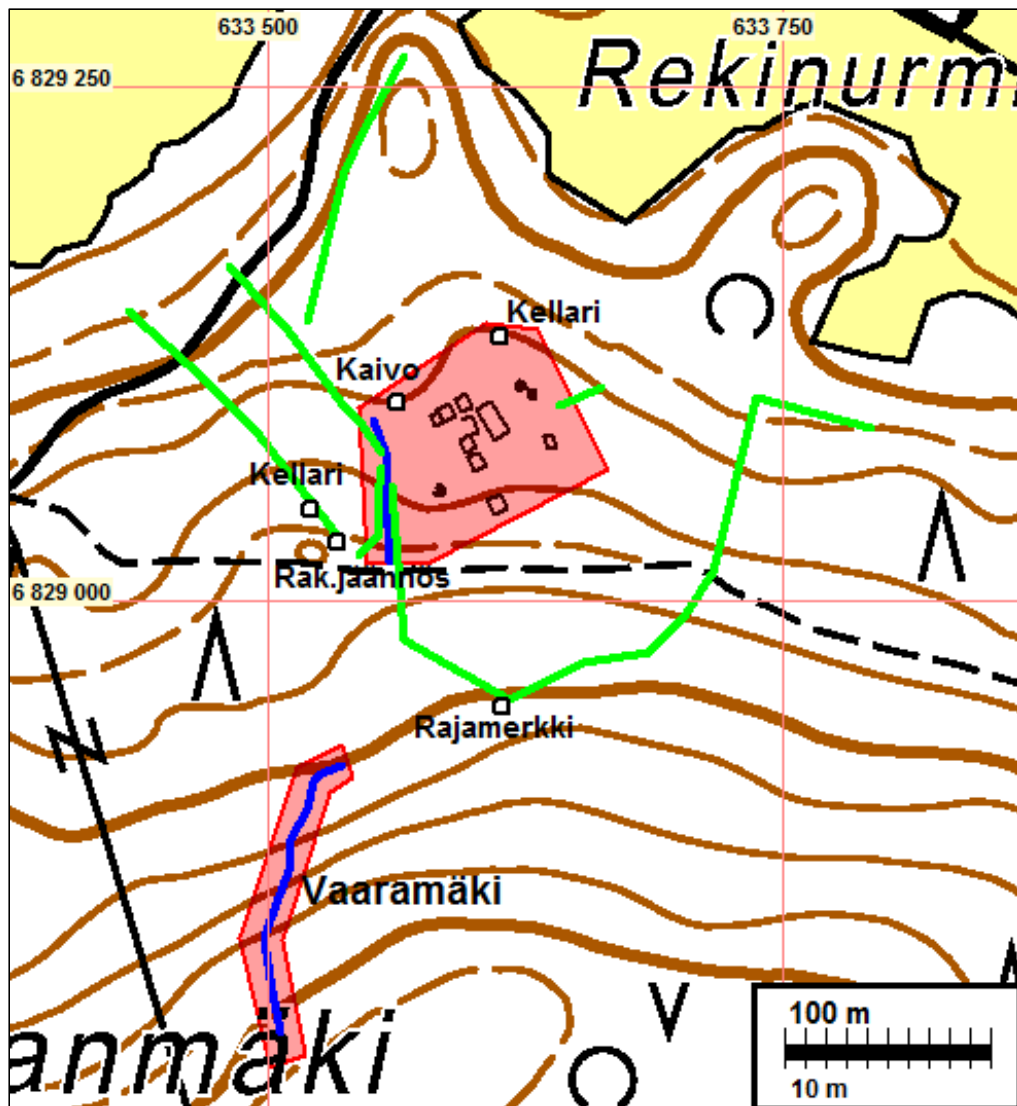 633 500
633 750
6 829 250
Rekinurmi
Kellari
Kaivo
Kellari
Rak.jäännös
6 829 000
Rajamerkki
Vaaramäki
100 m
10 m
anmäki